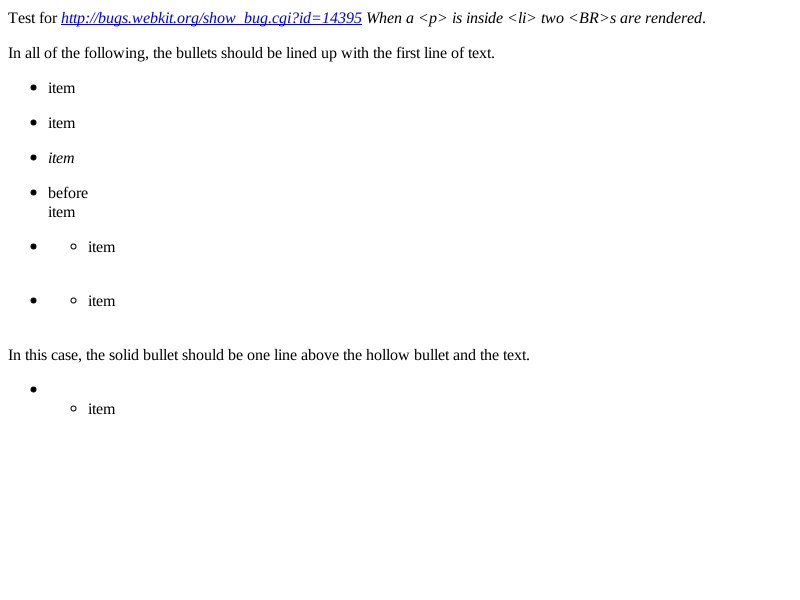 Test for http://bugs.webkit.org/show_bug.cgi?id=14395 When a <p> is inside <li> two <BR>s are rendered.
In all of the following, the bullets should be lined up with the first line of text.
• item
• item
• item
• before
item
• ◦ item
• ◦ item
In this case, the solid bullet should be one line above the hollow bullet and the text.
•
◦ item